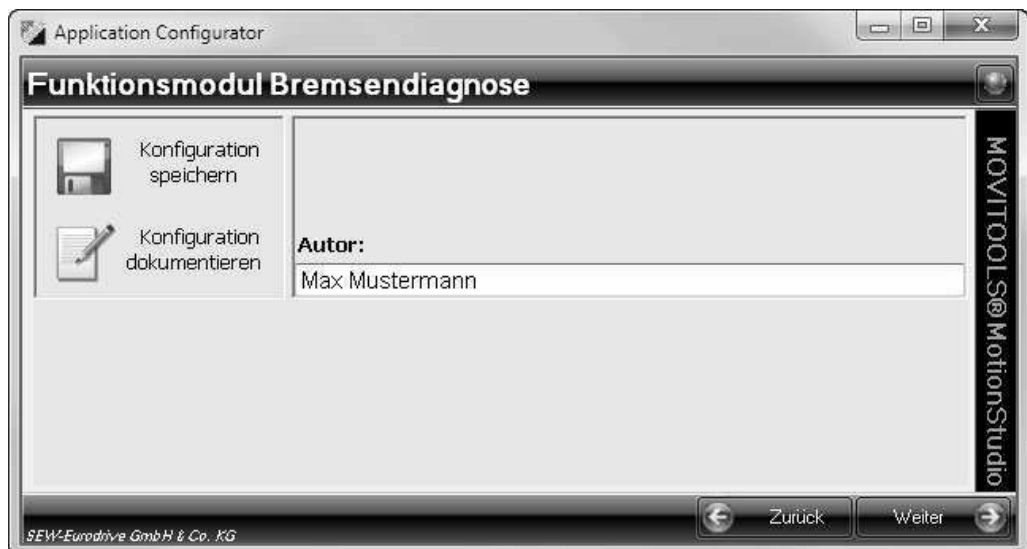 Application Configurator
Funktionsmodul Bremsendiagnose
Konfiguration
speichern
Konfiguration
dokumentieren
Autor:
Max Mustermann
MOVITOOLS® MotionStudio
Zurück
Weiter
SEW-Eurodrive GmbH & Co. KG